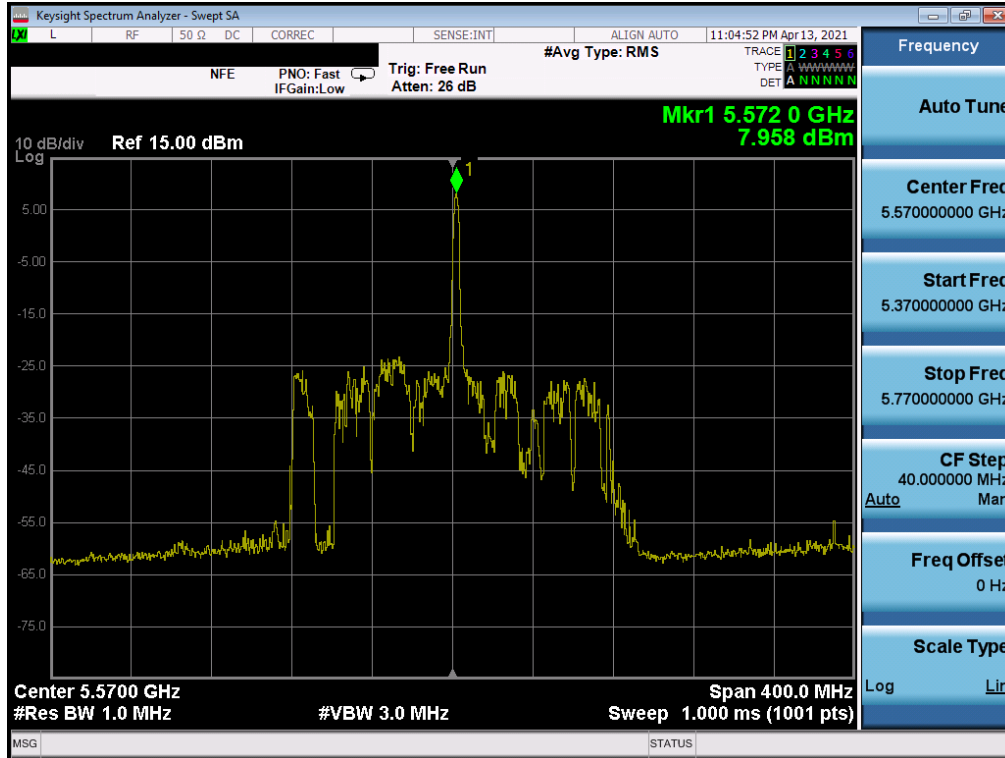 Keysight Spectrum Analyzer - Swept SA
LXI L RF 50 Ω DC CORREC SENSE:INT ALIGN AUTO 11:04:52 PM Apr 13, 2021
NFE PNO: Fast IFGain:Low Trig: Free Run Atten: 26 dB #Avg Type: RMS
TRACE 1 2 3 4 5 6
TYPE A WWWWW
DET A N N N N N
Mkr1 5.572 0 GHz
7.958 dBm
10 dB/div Ref 15.00 dBm
Log
1
5.00
-5.00
-15.0
-25.0
-35.0
-45.0
-55.0
-65.0
-75.0
Center 5.5700 GHz Span 400.0 MHz
#Res BW 1.0 MHz #VBW 3.0 MHz Sweep 1.000 ms (1001 pts)
MSG STATUS
Frequency
Auto Tune
Center Freq
5.570000000 GHz
Start Freq
5.370000000 GHz
Stop Freq
5.770000000 GHz
CF Step
40.000000 MHz
Auto Man
Freq Offset
0 Hz
Scale Type
Log Lin